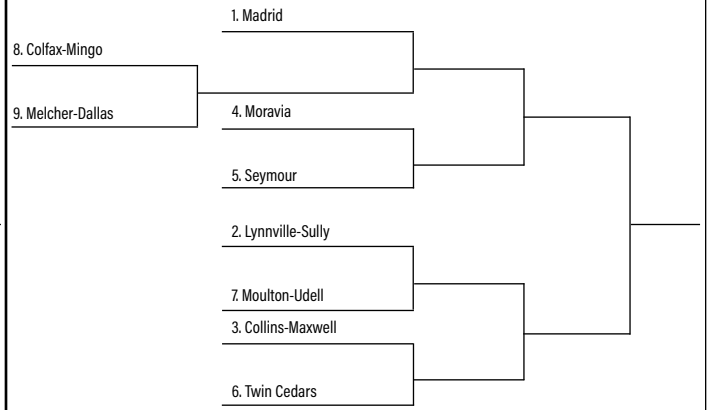 1. Madrid
8. Colfax-Mingo
9. Melcher-Dallas
4. Moravia
5. Seymour
2. Lynnville-Sully
7. Moulton-Udell
3. Collins-Maxwell
6. Twin Cedars